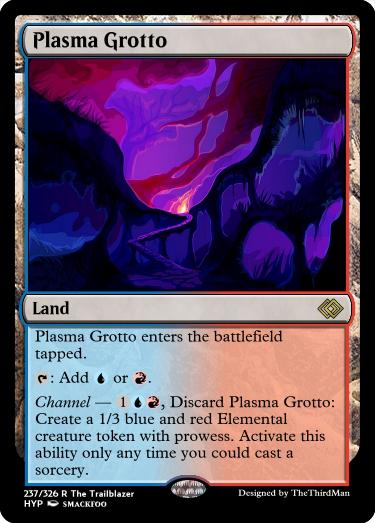 Plasma Grotto
Land
Plasma Grotto enters the battlefield
tapped.
: Add or .
Channel — 1 , Discard Plasma Grotto:
Create a 1/3 blue and red Elemental
creature token with prowess. Activate this
ability only any time you could cast a
sorcery.
237/326 R The Trailblazer
HYP SMACKFOO
Designed by TheThirdMan